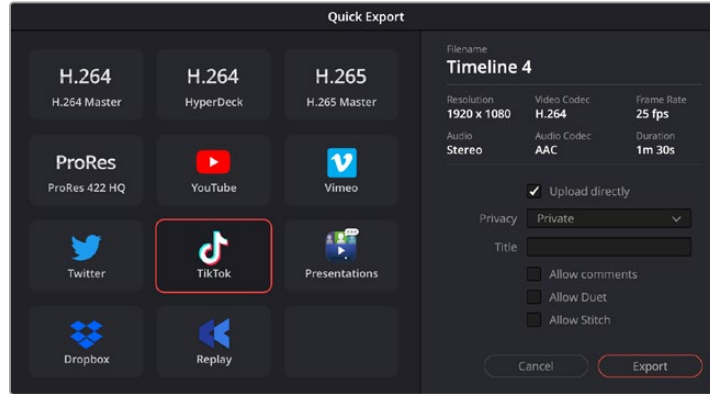 Quick Export
H.264
H.264 Master
H.264
HyperDeck
H.265
H.265 Master
ProRes
ProRes 422 HQ
YouTube
Vimeo
Twitter
TikTok
Presentations
Dropbox
Replay
Filename
Timeline 4
Resolution Video Codec Frame Rate
1920 x 1080 H.264 25 fps
Audio Audio Codec Duration
Stereo AAC 1m 30s
Upload directly
Privacy Private
Title
Allow comments
Allow Duet
Allow Stitch
Cancel Export